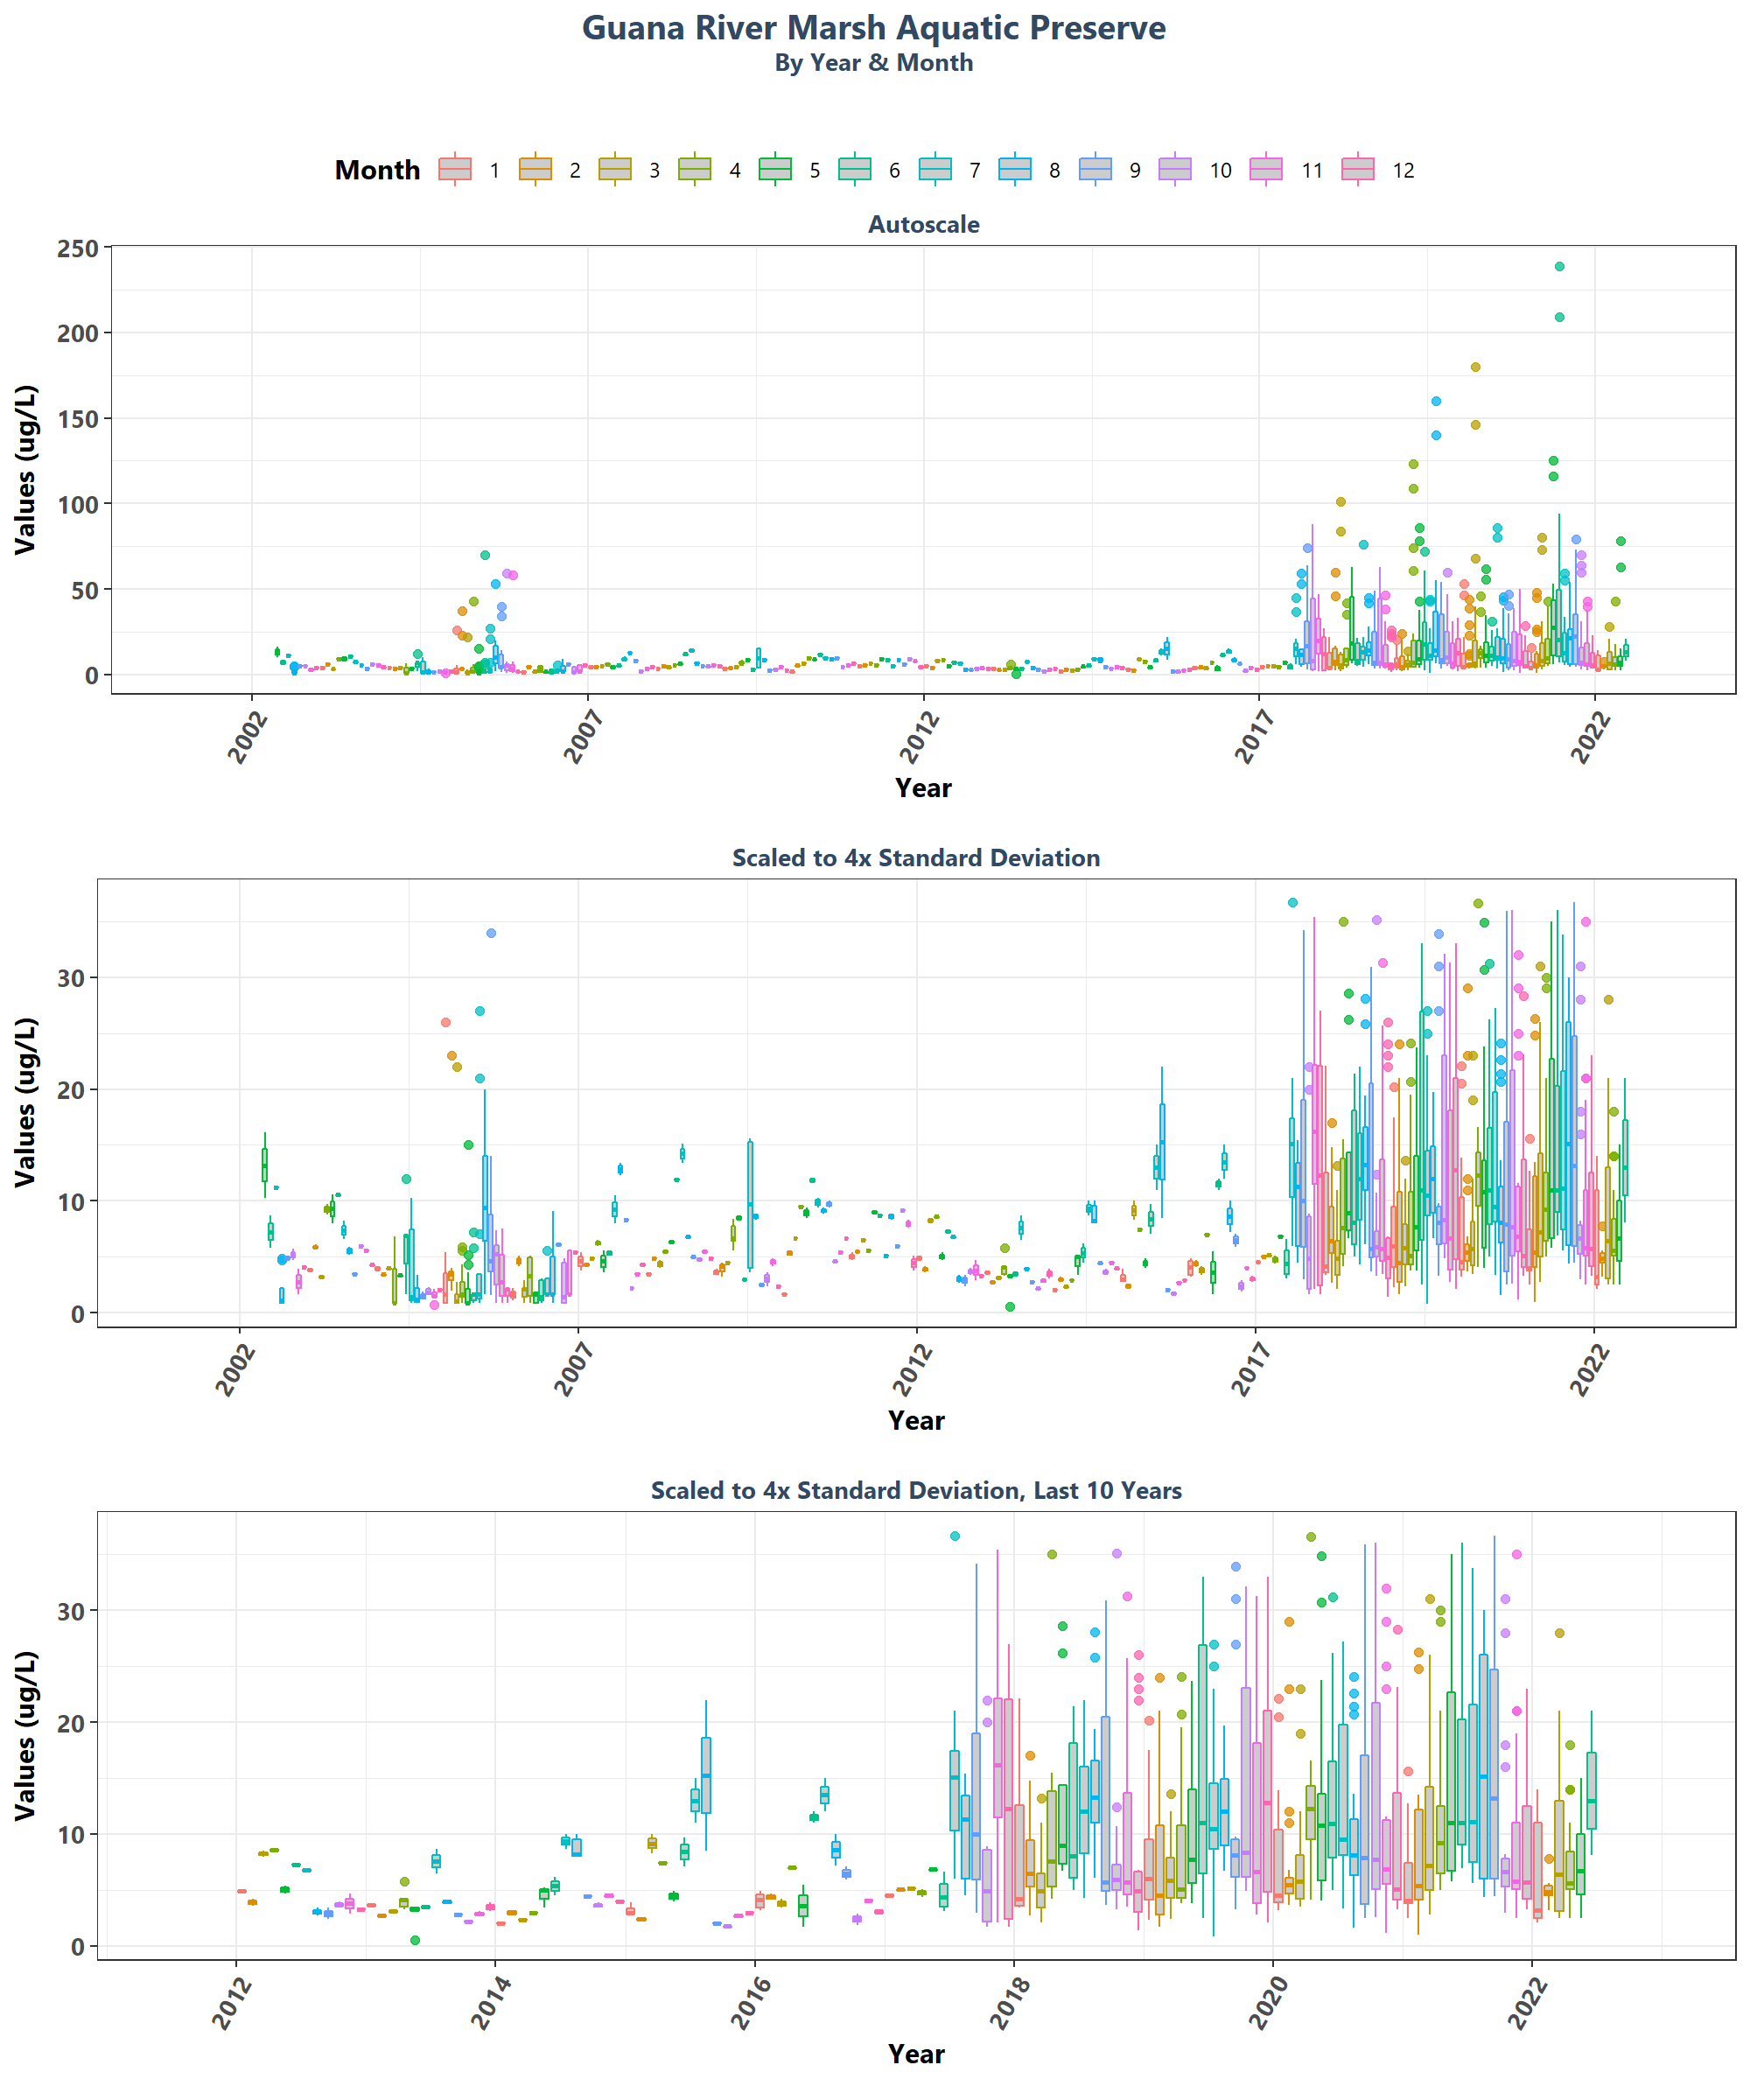 Guana River Marsh Aquatic Preserve
By Year & Month
Month 1 2 3 4 5 6 7 8 9 10 11 12
Autoscale
Values (ug/L)
250
200
150
100
50
0
2002 2007 2012 2017 2022
Year
Scaled to 4x Standard Deviation
Values (ug/L)
30
20
10
0
2002 2007 2012 2017 2022
Year
Scaled to 4x Standard Deviation, Last 10 Years
Values (ug/L)
30
20
10
0
2012 2014 2016 2018 2020 2022
Year